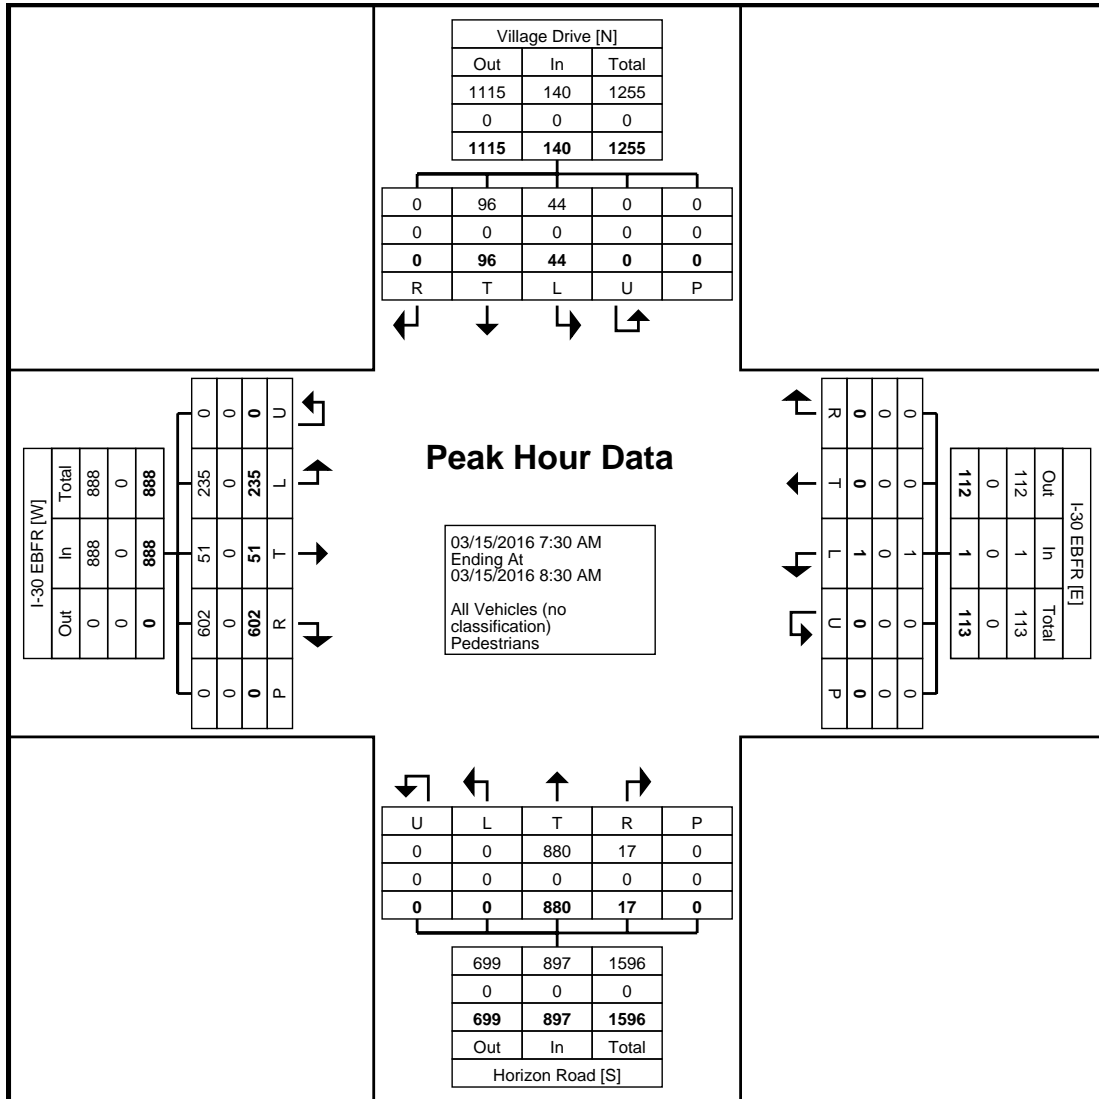 Village Drive [N]
Out In Total
1115 140 1255
0 0 0
1115 140 1255
0 96 44 0 0
0 0 0 0 0
0 96 44 0 0
R T L U P
I-30 EBFR [W]
Total 888 0 888
In 888 0 888
Out 0 0 0
0 0 0 U
235 0 235 L
51 0 51 T
602 0 602 R
0 0 0 P
Peak Hour Data
03/15/2016 7:30 AM
Ending At
03/15/2016 8:30 AM
All Vehicles (no
classification)
Pedestrians
R 0 0 0
T 0 0 0
L 1 0 1
U 0 0 0
P 0 0 0
112 0 112 Out
1 0 1 In
113 0 113 Total
I-30 EBFR [E]
U L T R P
0 0 880 17 0
0 0 0 0 0
0 0 880 17 0
699 897 1596
0 0 0
699 897 1596
Out In Total
Horizon Road [S]